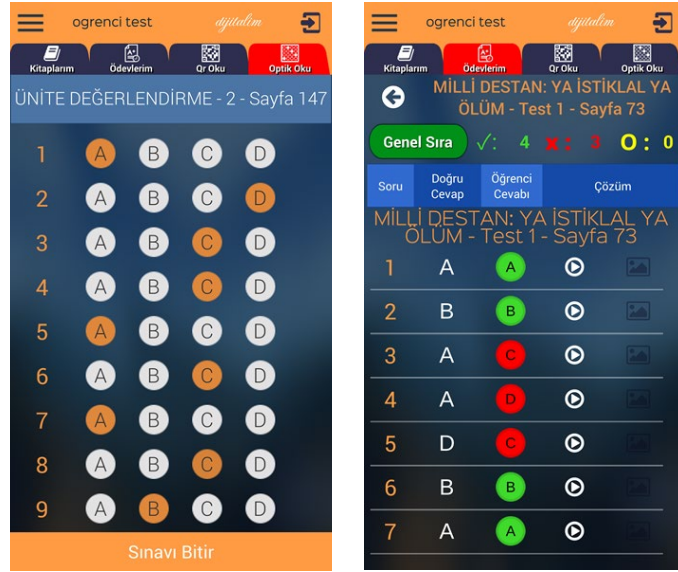 ogrenci test dijitalim
Kitaplarım Ödevlerim Qr Oku Optik Oku
ÜNİTE DEĞERLENDİRME - 2 - Sayfa 147
1 A B C D
2 A B C D
3 A B C D
4 A B C D
5 A B C D
6 A B C D
7 A B C D
8 A B C D
9 A B C D
Sınavı Bitir
ogrenci test dijitalim
Kitaplarım Ödevlerim Qr Oku Optik Oku
MİLLİ DESTAN: YA İSTİKLAL YA
ÖLÜM - Test 1 - Sayfa 73
Genel Sıra ✓: 4 ✖: 3 O: 0
Soru Doğru Cevap Öğrenci Cevabı Çözüm
MİLLİ DESTAN: YA İSTİKLAL YA
ÖLÜM - Test 1 - Sayfa 73
1 A A
2 B B
3 A C
4 A D
5 D C
6 B B
7 A A